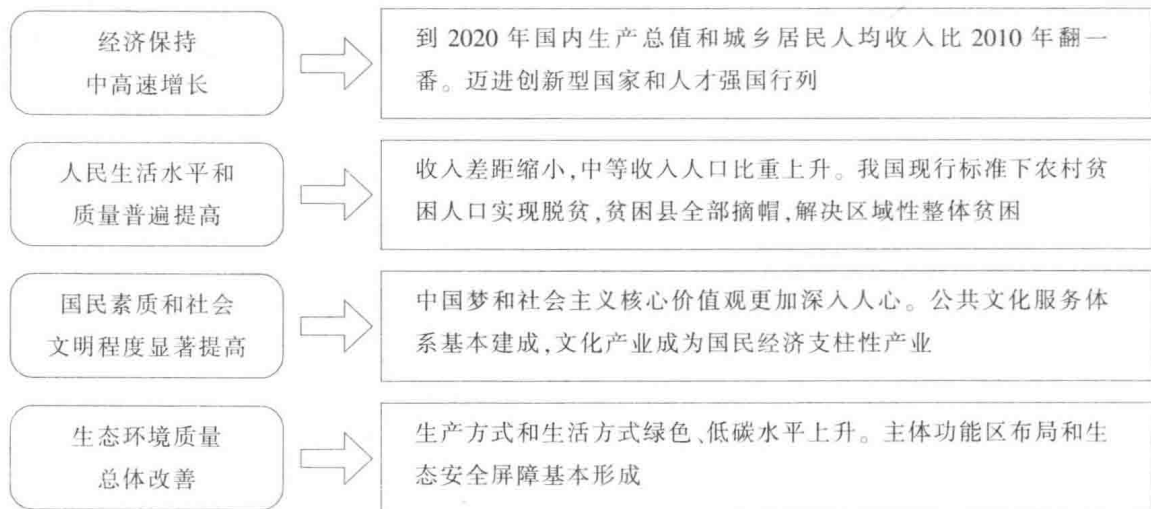 经济保持
中高速增长
到 2020 年国内生产总值和城乡居民人均收入比 2010 年翻一
番。迈进创新型国家和人才强国行列
人民生活水平和
质量普遍提高
收入差距缩小,中等收入人口比重上升。我国现行标准下农村贫
困人口实现脱贫,贫困县全部摘帽,解决区域性整体贫困
国民素质和社会
文明程度显著提高
中国梦和社会主义核心价值观更加深入人心。公共文化服务体
系基本建成,文化产业成为国民经济支柱性产业
生态环境质量
总体改善
生产方式和生活方式绿色、低碳水平上升。主体功能区布局和生
态安全屏障基本形成